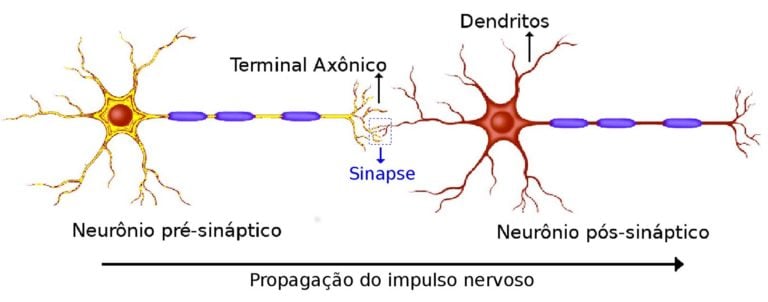 Dendritos
Terminal Axônico
Sinapse
Neurônio pré-sináptico
Neurônio pós-sináptico
Propagação do impulso nervoso